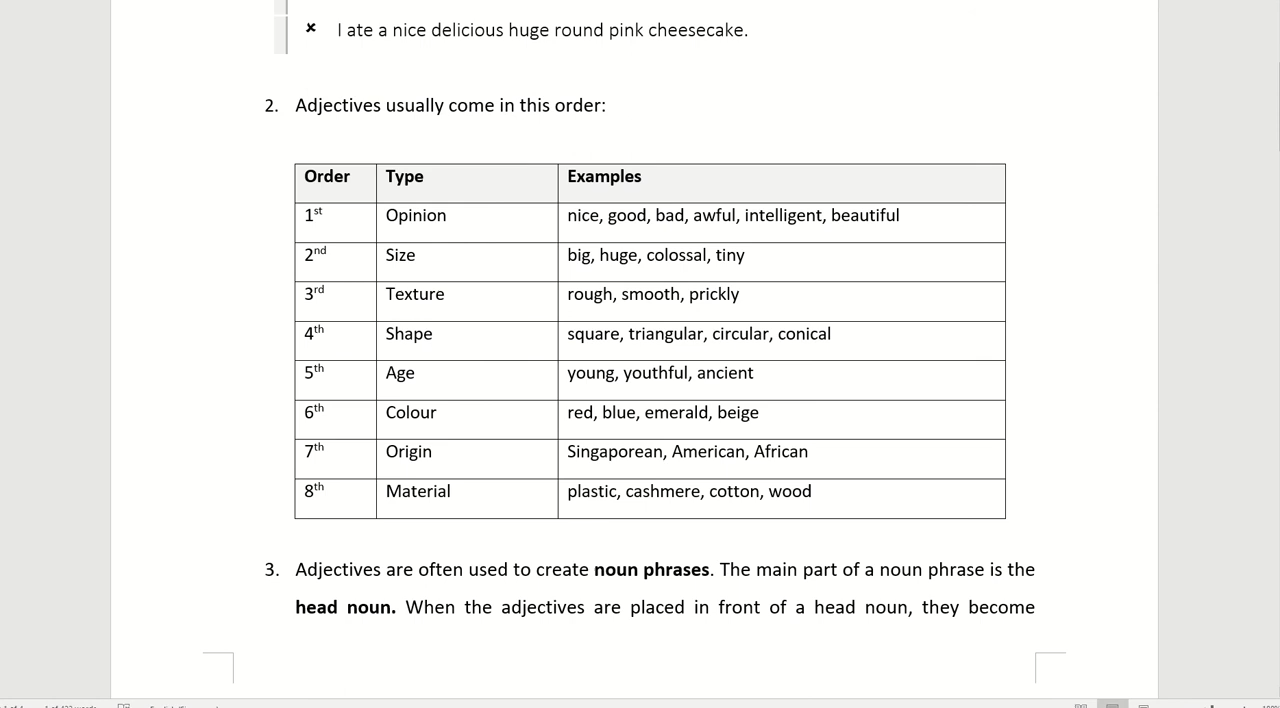 × I ate a nice delicious huge round pink cheesecake.
2. Adjectives usually come in this order:
Order Type Examples
1st Opinion nice, good, bad, awful, intelligent, beautiful
2nd Size big, huge, colossal, tiny
3rd Texture rough, smooth, prickly
4th Shape square, triangular, circular, conical
5th Age young, youthful, ancient
6th Colour red, blue, emerald, beige
7th Origin Singaporean, American, African
8th Material plastic, cashmere, cotton, wood
3. Adjectives are often used to create noun phrases. The main part of a noun phrase is the
head noun. When the adjectives are placed in front of a head noun, they become